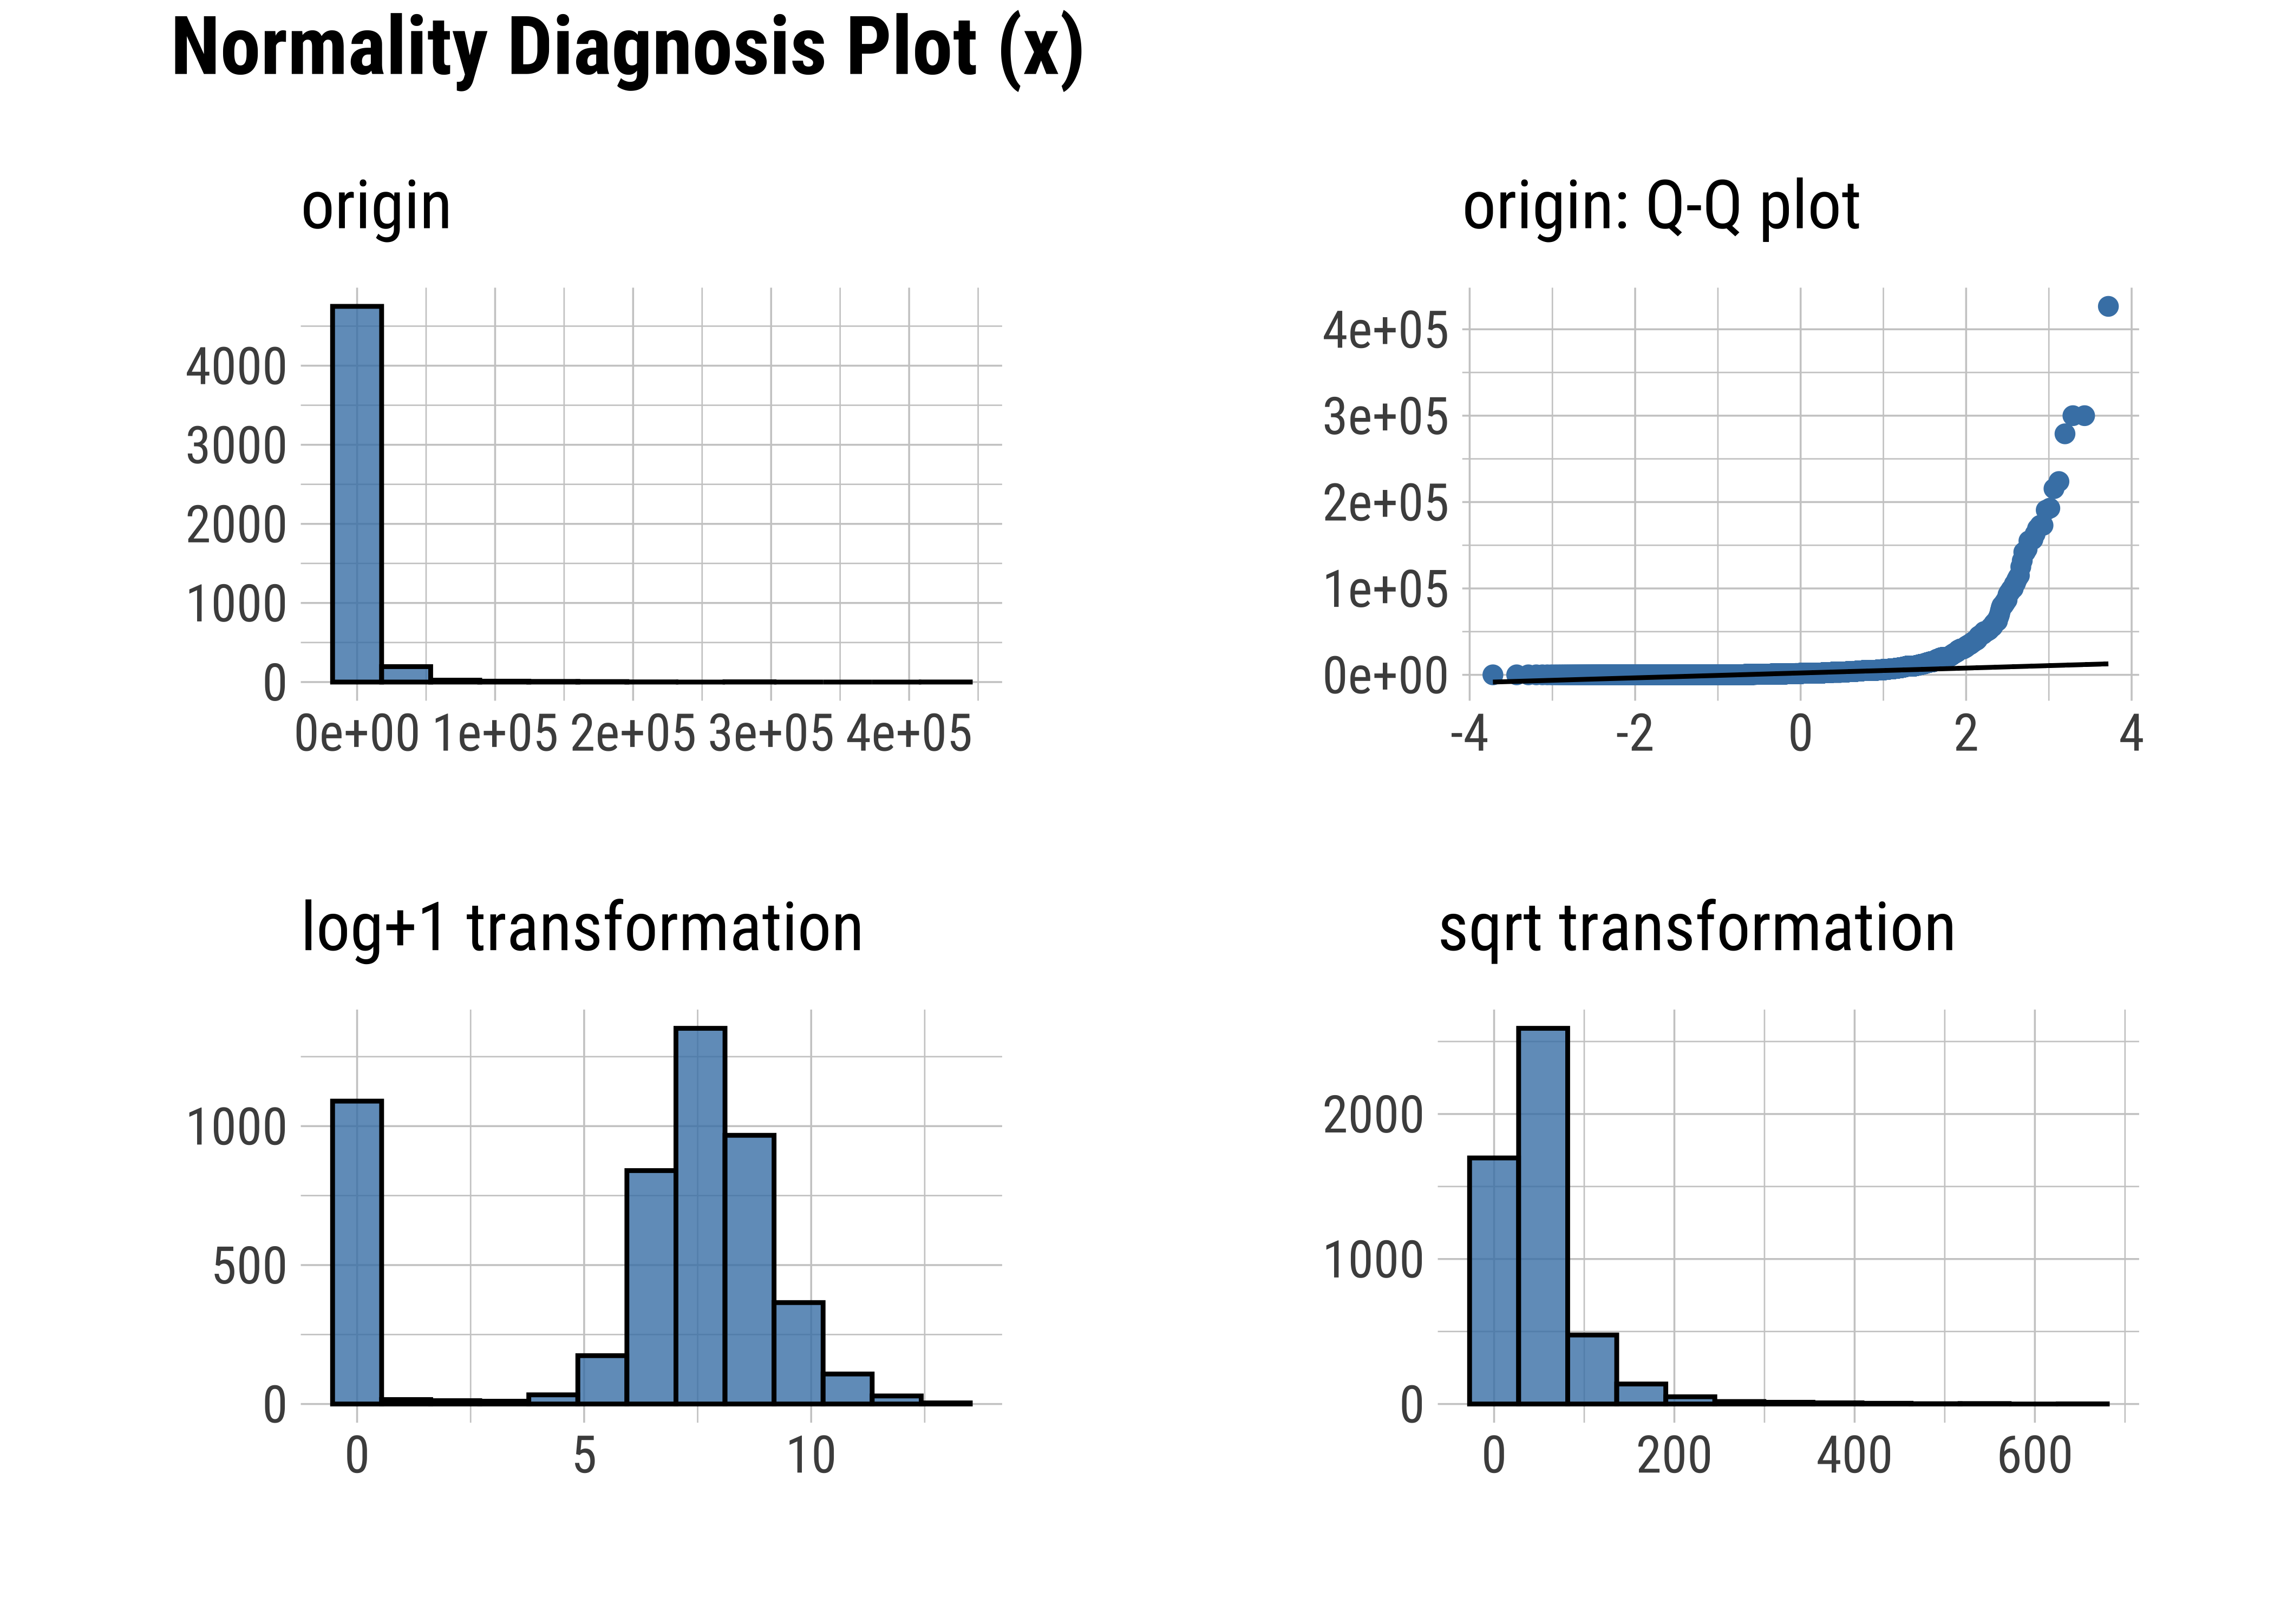 Normality Diagnosis Plot (x)
origin
4000
3000
2000
1000
0
0e+00 1e+05 2e+05 3e+05 4e+05
origin: Q-Q plot
4e+05
3e+05
2e+05
1e+05
0e+00
-4 -2 0 2 4
log+1 transformation
1000
500
0
0 5 10
sqrt transformation
2000
1000
0
0 200 400 600